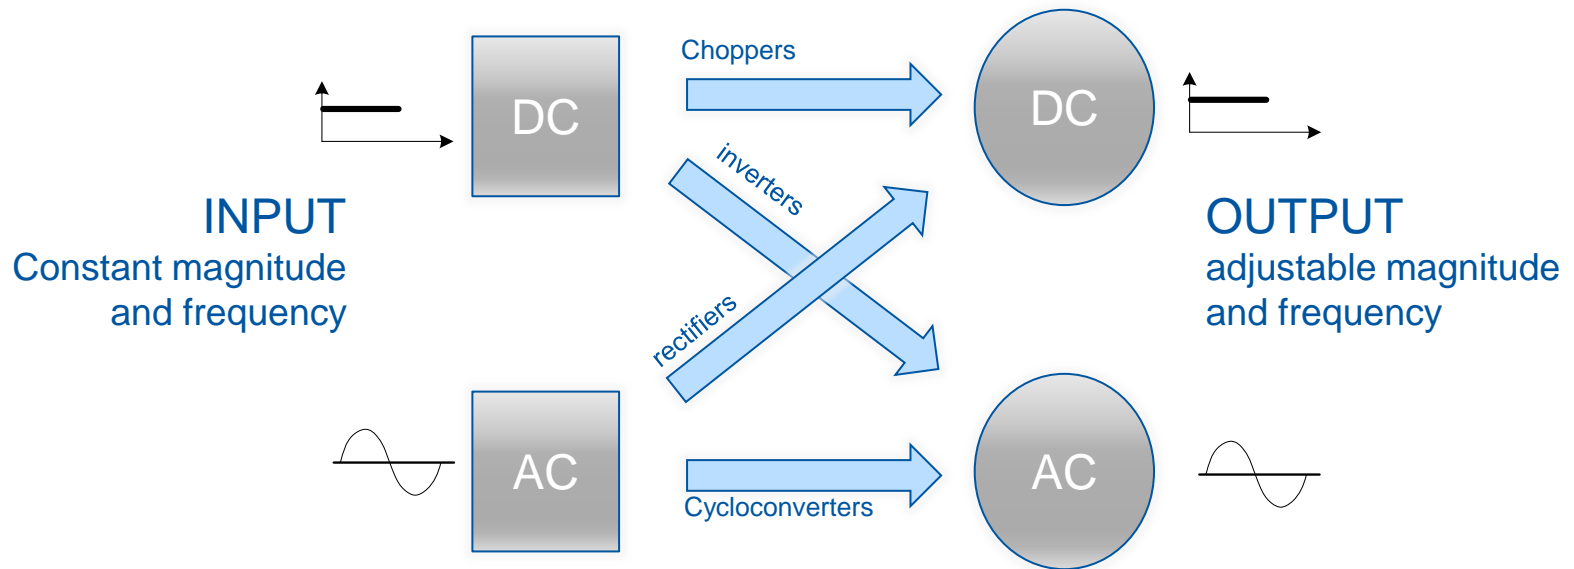 Choppers
DC
DC
inverters
INPUT
Constant magnitude
and frequency
OUTPUT
adjustable magnitude
and frequency
rectifiers
AC
AC
Cycloconverters